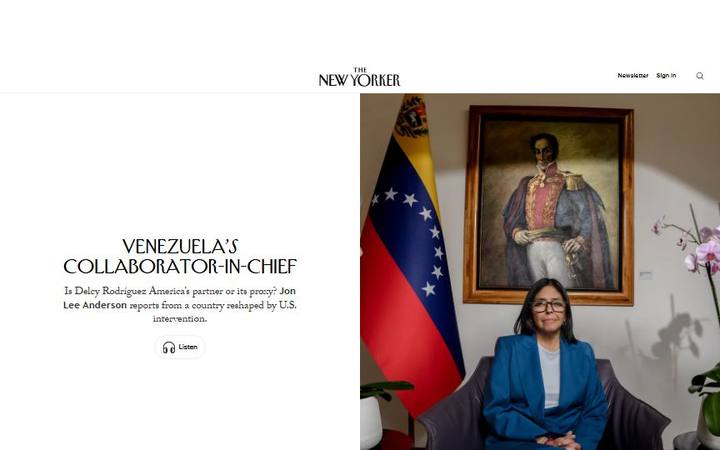 THE
NEW YORKER
Newsletter Sign In
VENEZUELA'S
COLLABORATOR-IN-CHIEF
Is Delcy Rodríguez America's partner or its proxy? Jon
Lee Anderson reports from a country reshaped by U.S.
intervention.
Listen